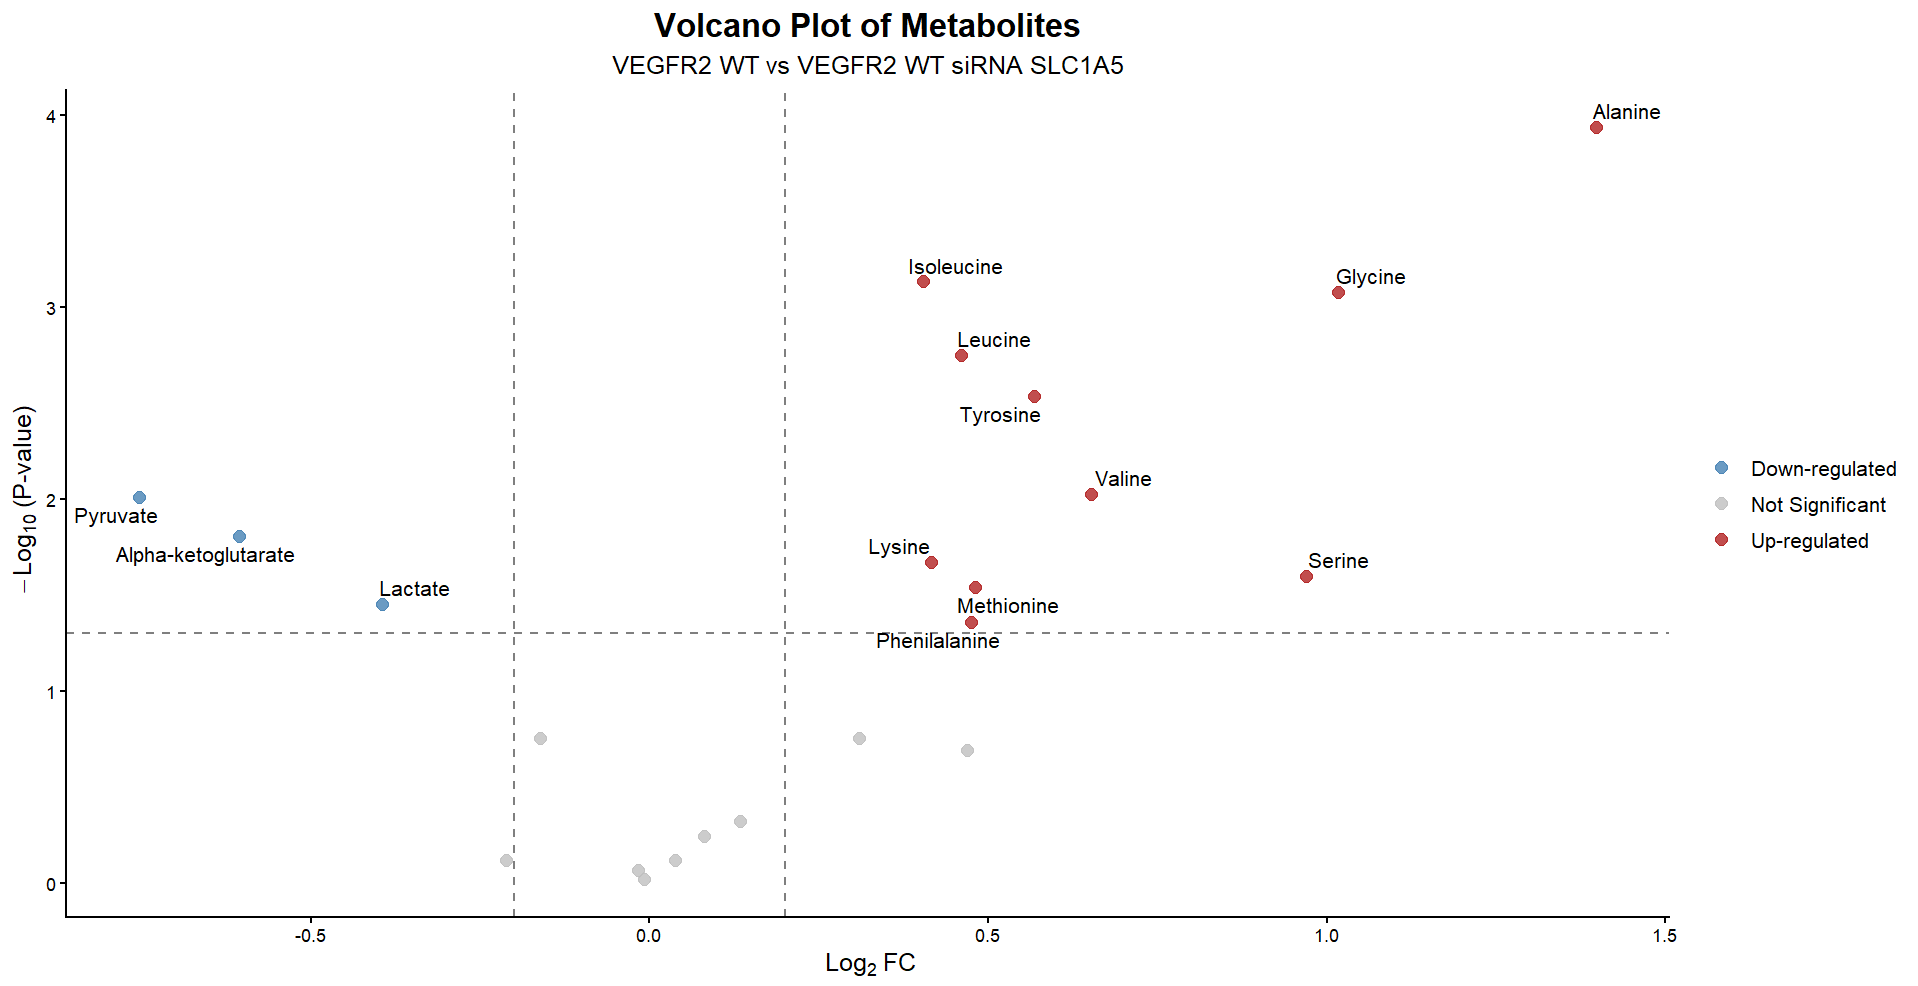 Volcano Plot of Metabolites
VEGFR2 WT vs VEGFR2 WT siRNA SLC1A5
−Log10 (P-value)
4
3
2
1
0
Alanine
Isoleucine
Glycine
Leucine
Tyrosine
Valine
Pyruvate
Alpha-ketoglutarate
Lysine
Serine
Lactate
Methionine
Phenilalanine
-0.5
0.0
0.5
1.0
1.5
Log2 FC
Down-regulated
Not Significant
Up-regulated